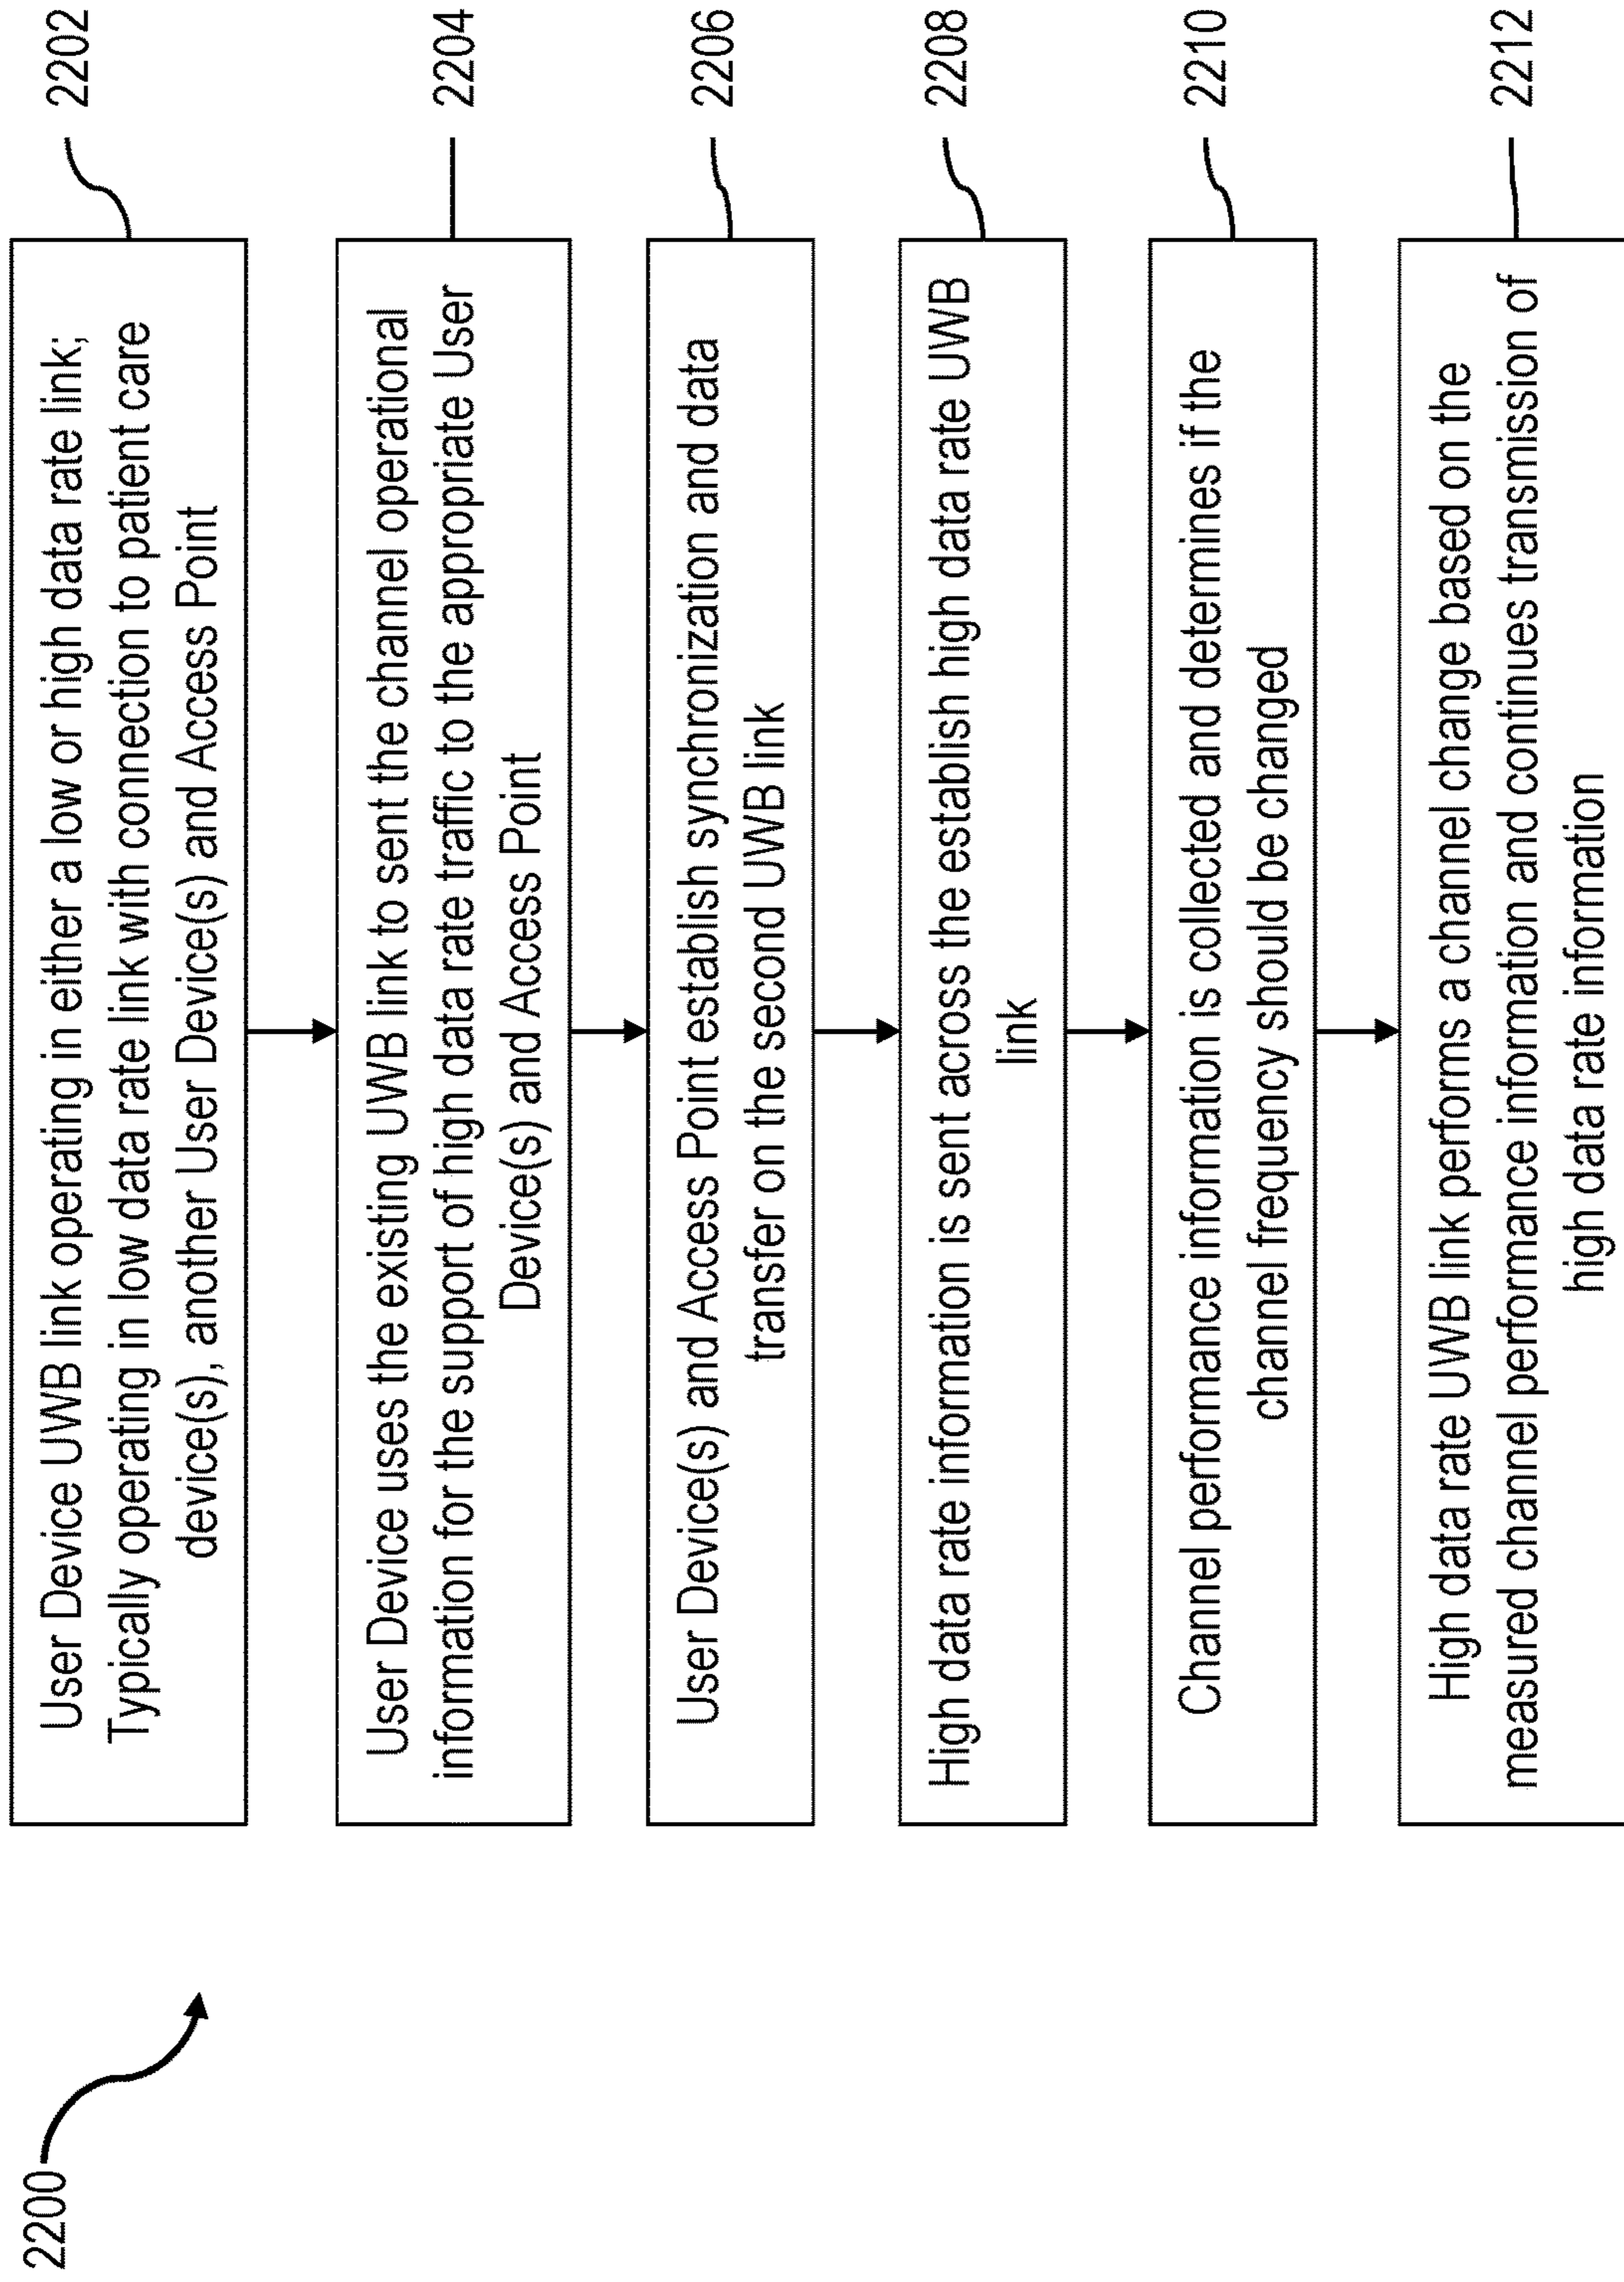 2200
User Device UWB link operating in either a low or high data rate link;
Typically operating in low data rate link with connection to patient care
device(s), another User Device(s) and Access Point
2202
User Device uses the existing UWB link to sent the channel operational
information for the support of high data rate traffic to the appropriate User
Device(s) and Access Point
2204
User Device(s) and Access Point establish synchronization and data
transfer on the second UWB link
2206
High data rate information is sent across the establish high data rate UWB
link
2208
Channel performance information is collected and determines if the
channel frequency should be changed
2210
High data rate UWB link performs a channel change based on the
measured channel performance information and continues transmission of
high data rate information
2212